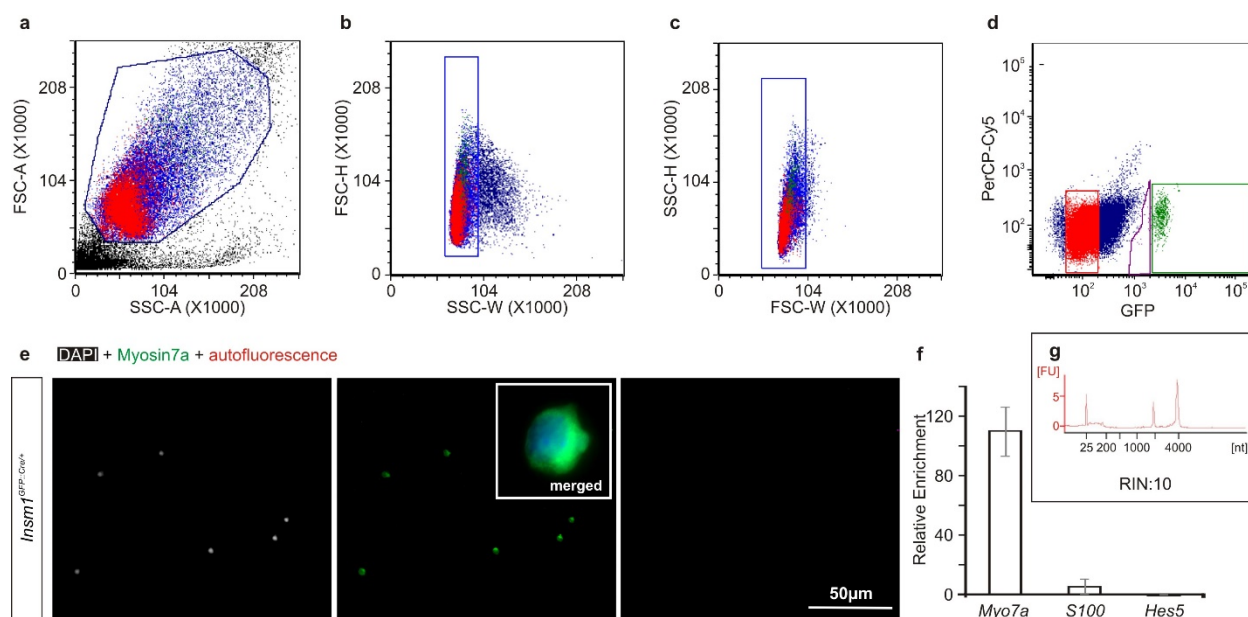 a
b
c
d
FSC-A (X1000)
208
104
0
0
104
208
SSC-A (X1000)
FSC-H (X1000)
208
104
0
0
104
208
SSC-W (X1000)
SSC-H (X1000)
208
104
0
0
104
208
FSC-W (X1000)
PerCP-Cy5
10⁵
10⁴
10³
10²
10² 10³ 10⁴ 10⁵
GFP
e
DAPI + Myosin7a + autofluorescence
Insm1GFP::Cre/+
merged
50µm
f
Relative Enrichment
120
80
40
0
Myo7a S100 Hes5
g
[FU]
5
0
25 200 1000 4000 [nt]
RIN:10